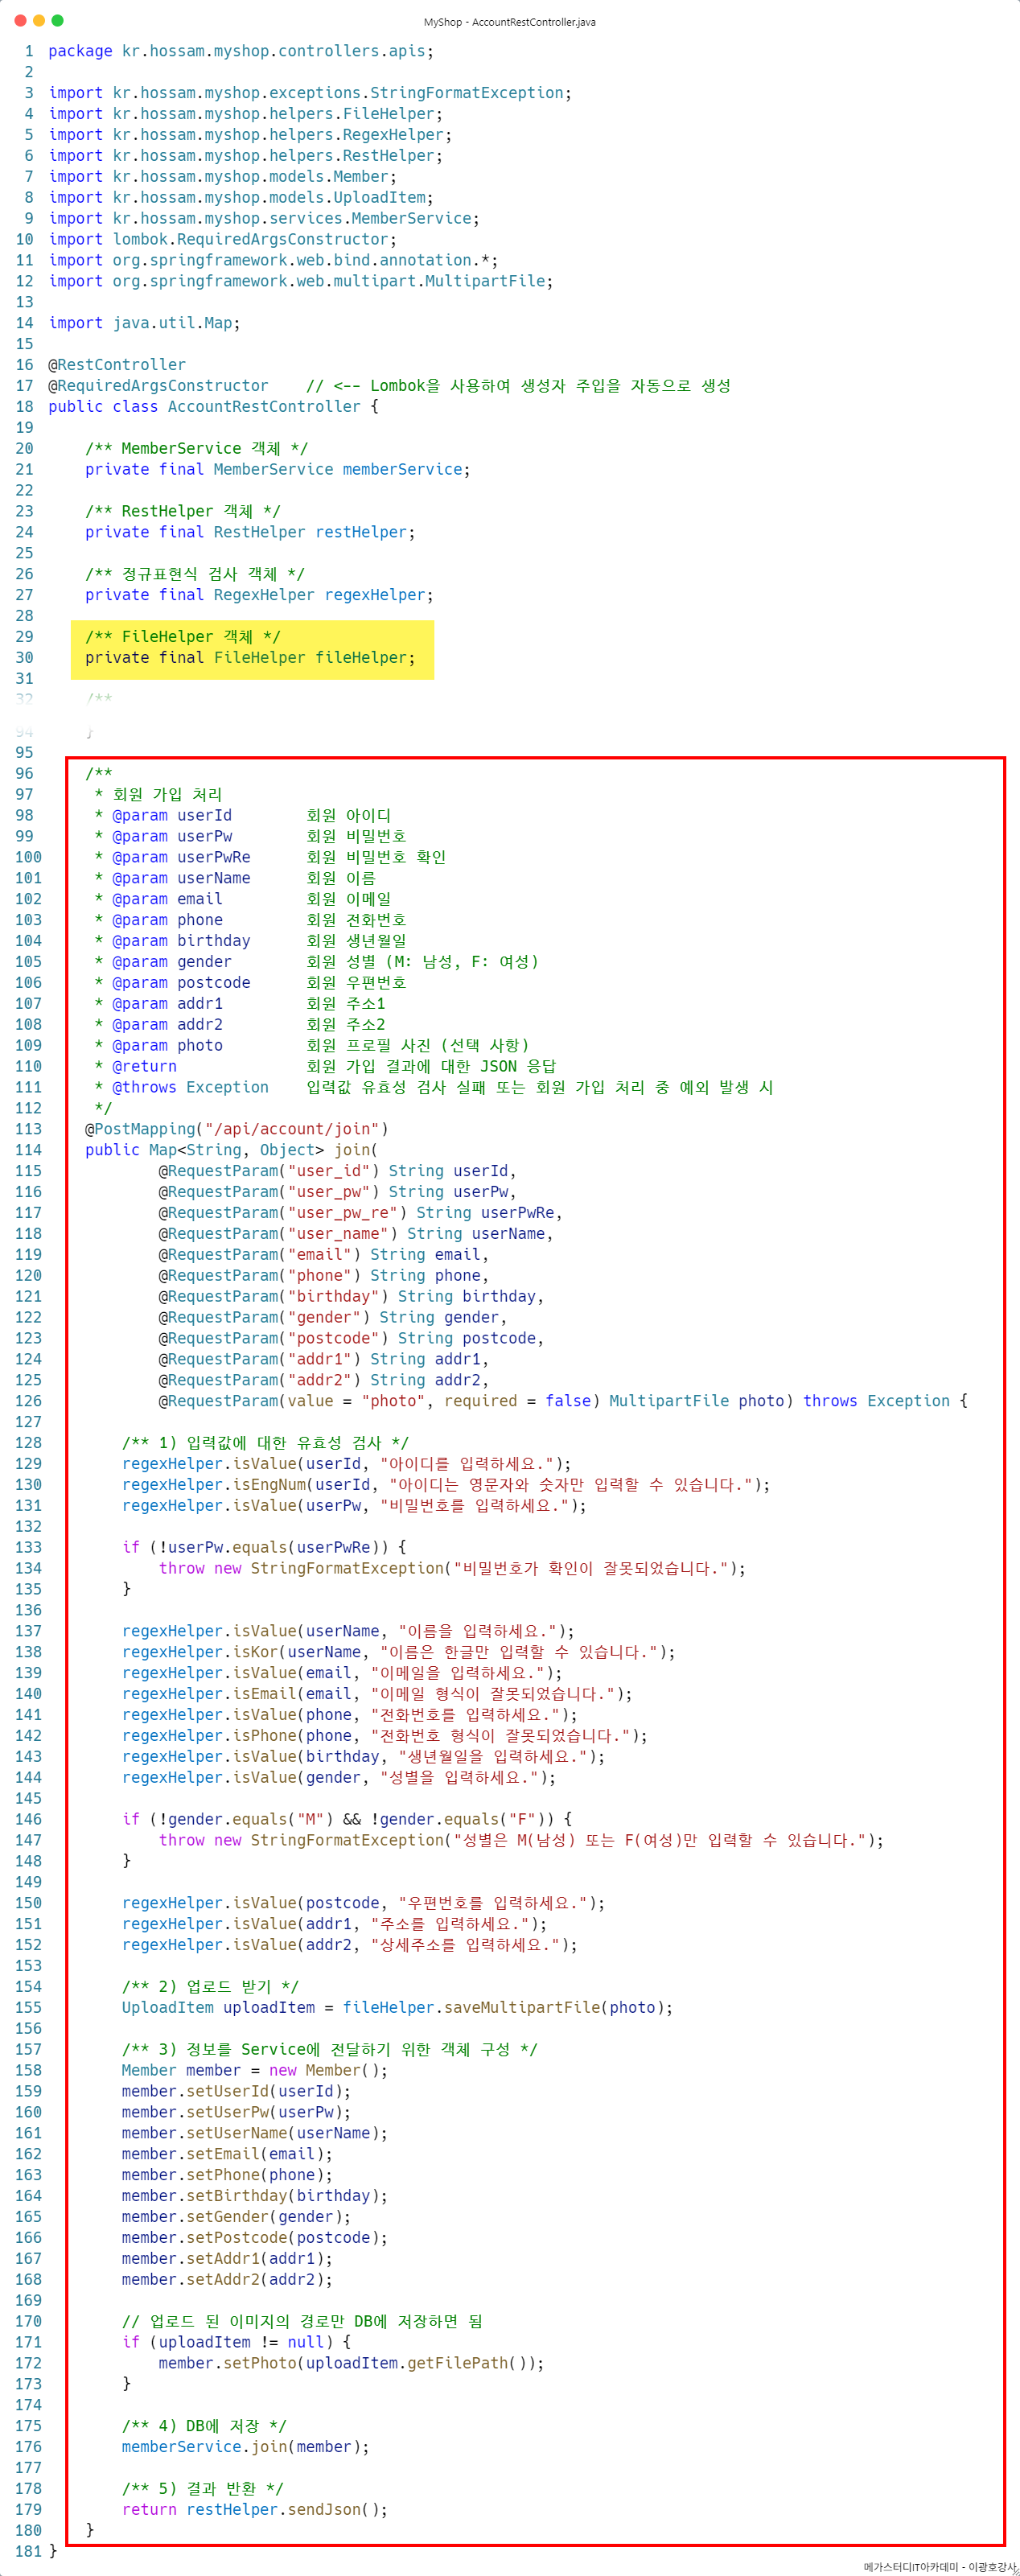 MyShop - AccountRestController.java
1 package kr.hossam.myshop.controllers.apis;
2
3 import kr.hossam.myshop.exceptions.StringFormatException;
4 import kr.hossam.myshop.helpers.FileHelper;
5 import kr.hossam.myshop.helpers.RegexHelper;
6 import kr.hossam.myshop.helpers.RestHelper;
7 import kr.hossam.myshop.models.Member;
8 import kr.hossam.myshop.models.UploadItem;
9 import kr.hossam.myshop.services.MemberService;
10 import lombok.RequiredArgsConstructor;
11 import org.springframework.web.bind.annotation.*;
12 import org.springframework.web.multipart.MultipartFile;
13
14 import java.util.Map;
15
16 @RestController
17 @RequiredArgsConstructor    // <-- Lombok을 사용하여 생성자 주입을 자동으로 생성
18 public class AccountRestController {
19
20     /** MemberService 객체 */
21     private final MemberService memberService;
22
23     /** RestHelper 객체 */
24     private final RestHelper restHelper;
25
26     /** 정규표현식 검사 객체 */
27     private final RegexHelper regexHelper;
28
29     /** FileHelper 객체 */
30     private final FileHelper fileHelper;
31
32     /**
94     }
95
96     /**
97      * 회원 가입 처리
98      * @param userId        회원 아이디
99      * @param userPw        회원 비밀번호
100      * @param userPwRe      회원 비밀번호 확인
101      * @param userName      회원 이름
102      * @param email         회원 이메일
103      * @param phone         회원 전화번호
104      * @param birthday      회원 생년월일
105      * @param gender        회원 성별 (M: 남성, F: 여성)
106      * @param postcode      회원 우편번호
107      * @param addr1         회원 주소1
108      * @param addr2         회원 주소2
109      * @param photo         회원 프로필 사진 (선택 사항)
110      * @return              회원 가입 결과에 대한 JSON 응답
111      * @throws Exception    입력값 유효성 검사 실패 또는 회원 가입 처리 중 예외 발생 시
112      */
113     @PostMapping("/api/account/join")
114     public Map<String, Object> join(
115             @RequestParam("user_id") String userId,
116             @RequestParam("user_pw") String userPw,
117             @RequestParam("user_pw_re") String userPwRe,
118             @RequestParam("user_name") String userName,
119             @RequestParam("email") String email,
120             @RequestParam("phone") String phone,
121             @RequestParam("birthday") String birthday,
122             @RequestParam("gender") String gender,
123             @RequestParam("postcode") String postcode,
124             @RequestParam("addr1") String addr1,
125             @RequestParam("addr2") String addr2,
126             @RequestParam(value = "photo", required = false) MultipartFile photo) throws Exception {
127
128         /** 1) 입력값에 대한 유효성 검사 */
129         regexHelper.isValue(userId, "아이디를 입력하세요.");
130         regexHelper.isEngNum(userId, "아이디는 영문자와 숫자만 입력할 수 있습니다.");
131         regexHelper.isValue(userPw, "비밀번호를 입력하세요.");
132
133         if (!userPw.equals(userPwRe)) {
134             throw new StringFormatException("비밀번호가 확인이 잘못되었습니다.");
135         }
136
137         regexHelper.isValue(userName, "이름을 입력하세요.");
138         regexHelper.isKor(userName, "이름은 한글만 입력할 수 있습니다.");
139         regexHelper.isValue(email, "이메일을 입력하세요.");
140         regexHelper.isEmail(email, "이메일 형식이 잘못되었습니다.");
141         regexHelper.isValue(phone, "전화번호를 입력하세요.");
142         regexHelper.isPhone(phone, "전화번호 형식이 잘못되었습니다.");
143         regexHelper.isValue(birthday, "생년월일을 입력하세요.");
144         regexHelper.isValue(gender, "성별을 입력하세요.");
145
146         if (!gender.equals("M") && !gender.equals("F")) {
147             throw new StringFormatException("성별은 M(남성) 또는 F(여성)만 입력할 수 있습니다.");
148         }
149
150         regexHelper.isValue(postcode, "우편번호를 입력하세요.");
151         regexHelper.isValue(addr1, "주소를 입력하세요.");
152         regexHelper.isValue(addr2, "상세주소를 입력하세요.");
153
154         /** 2) 업로드 받기 */
155         UploadItem uploadItem = fileHelper.saveMultipartFile(photo);
156
157         /** 3) 정보를 Service에 전달하기 위한 객체 구성 */
158         Member member = new Member();
159         member.setUserId(userId);
160         member.setUserPw(userPw);
161         member.setUserName(userName);
162         member.setEmail(email);
163         member.setPhone(phone);
164         member.setBirthday(birthday);
165         member.setGender(gender);
166         member.setPostcode(postcode);
167         member.setAddr1(addr1);
168         member.setAddr2(addr2);
169
170         // 업로드 된 이미지의 경로만 DB에 저장하면 됨
171         if (uploadItem != null) {
172             member.setPhoto(uploadItem.getFilePath());
173         }
174
175         /** 4) DB에 저장 */
176         memberService.join(member);
177
178         /** 5) 결과 반환 */
179         return restHelper.sendJson();
180     }
181 }
메가스터디IT아카데미 - 이광호강사